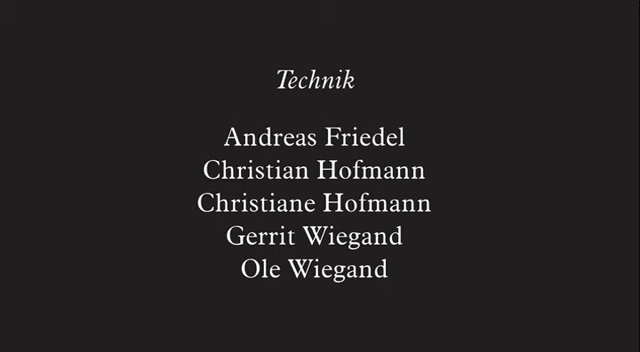 Technik
Andreas Friedel
Christian Hofmann
Christiane Hofmann
Gerrit Wiegand
Ole Wiegand